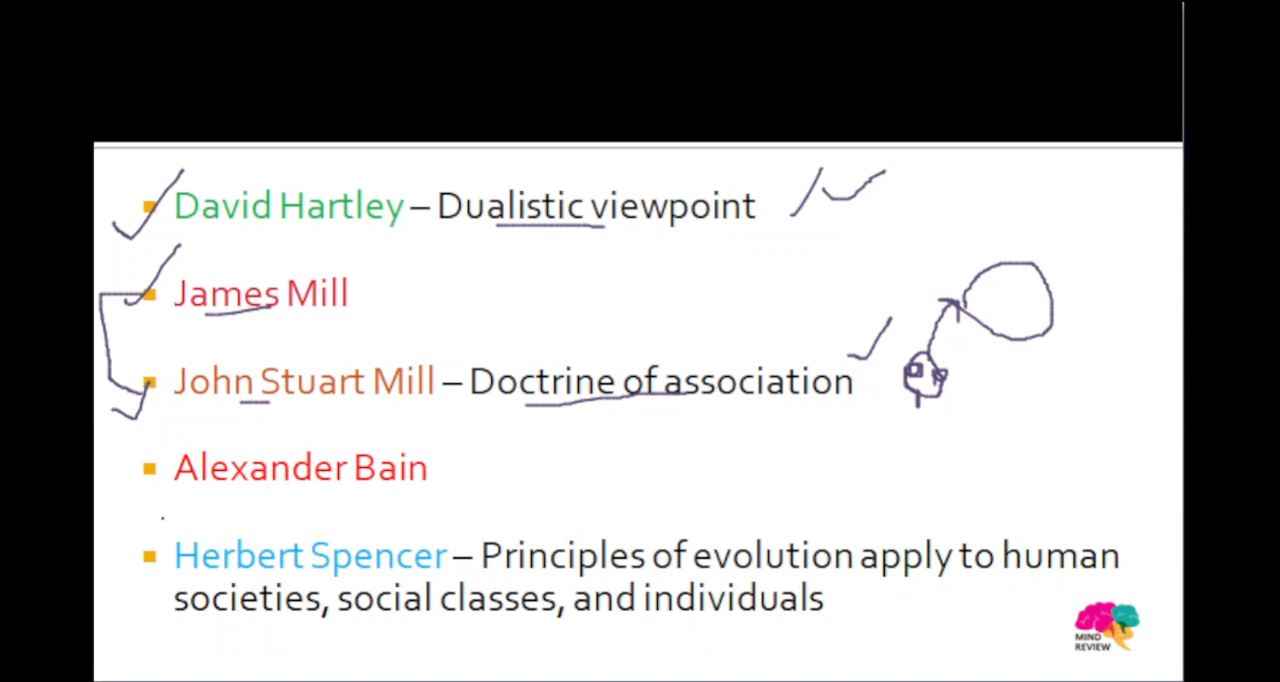 David Hartley – Dualistic viewpoint
James Mill
John Stuart Mill – Doctrine of association
Alexander Bain
Herbert Spencer – Principles of evolution apply to human
societies, social classes, and individuals
MIND
REVIEW